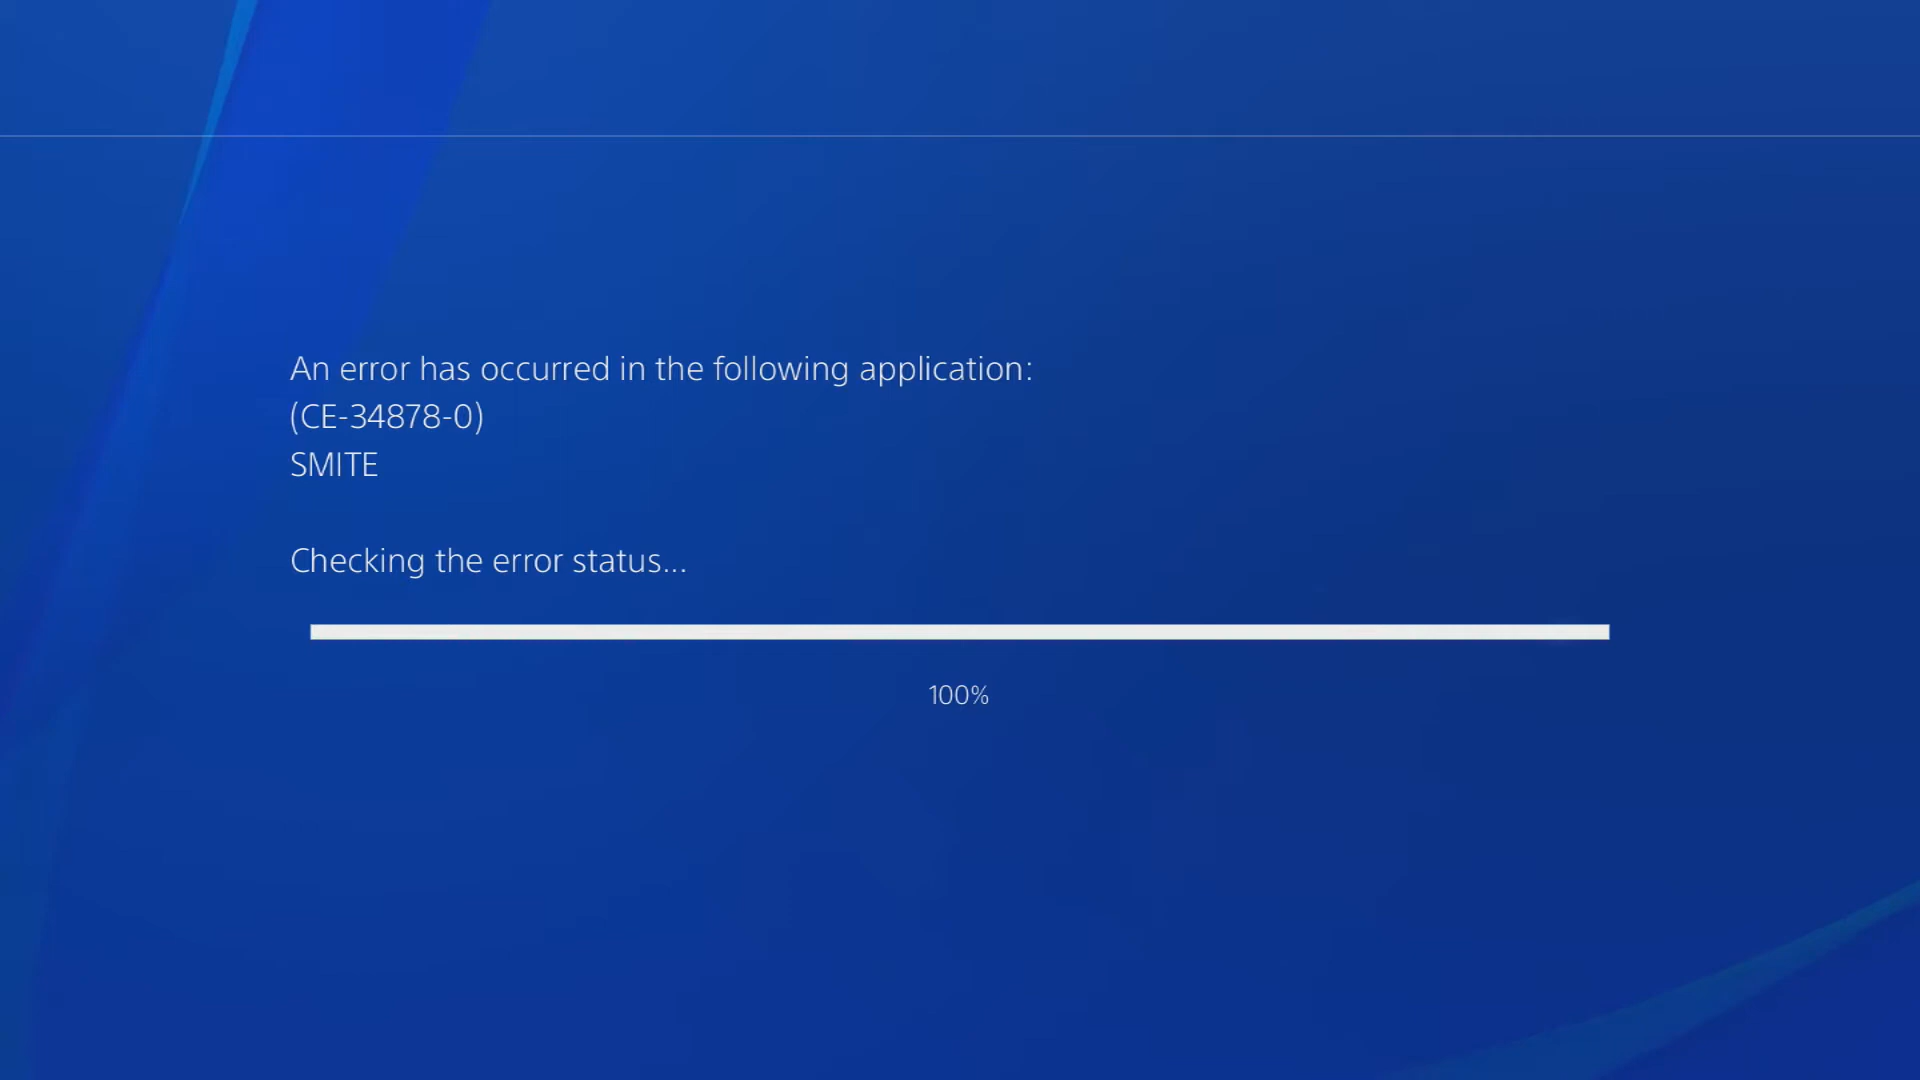 An error has occurred in the following application:
(CE-34878-0)
SMITE
Checking the error status...
100%